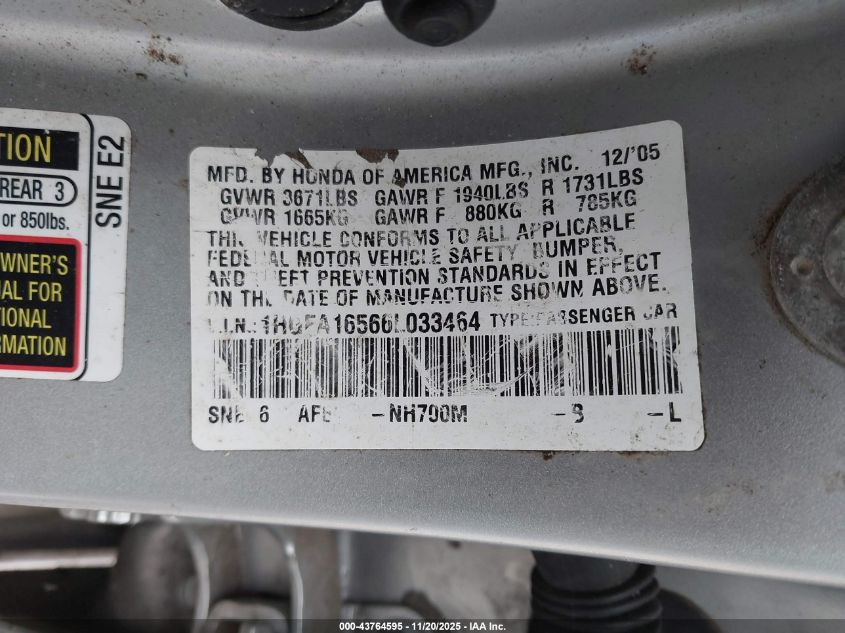 TION
REAR 3
or 850lbs.
WNER'S
AL FOR
TIONAL
RMATION
SNE E2
MFD. BY HONDA OF AMERICA MFG., INC. 12/'05
GVWR 3671LBS GAWR F 1940LBS R 1731LBS
GVWR 1665KG GAWR F 880KG R 785KG
THIS VEHICLE CONFORMS TO ALL APPLICABLE
FEDERAL MOTOR VEHICLE SAFETY, BUMPER,
AND THEFT PREVENTION STANDARDS IN EFFECT
ON THE DATE OF MANUFACTURE SHOWN ABOVE.
V.I.N.: 1HGFA16566L033464 TYPE:PASSENGER CAR
SNE 6 AFE -NH700M -B -L
000-43764595 - 11/20/2025 - IAA Inc.